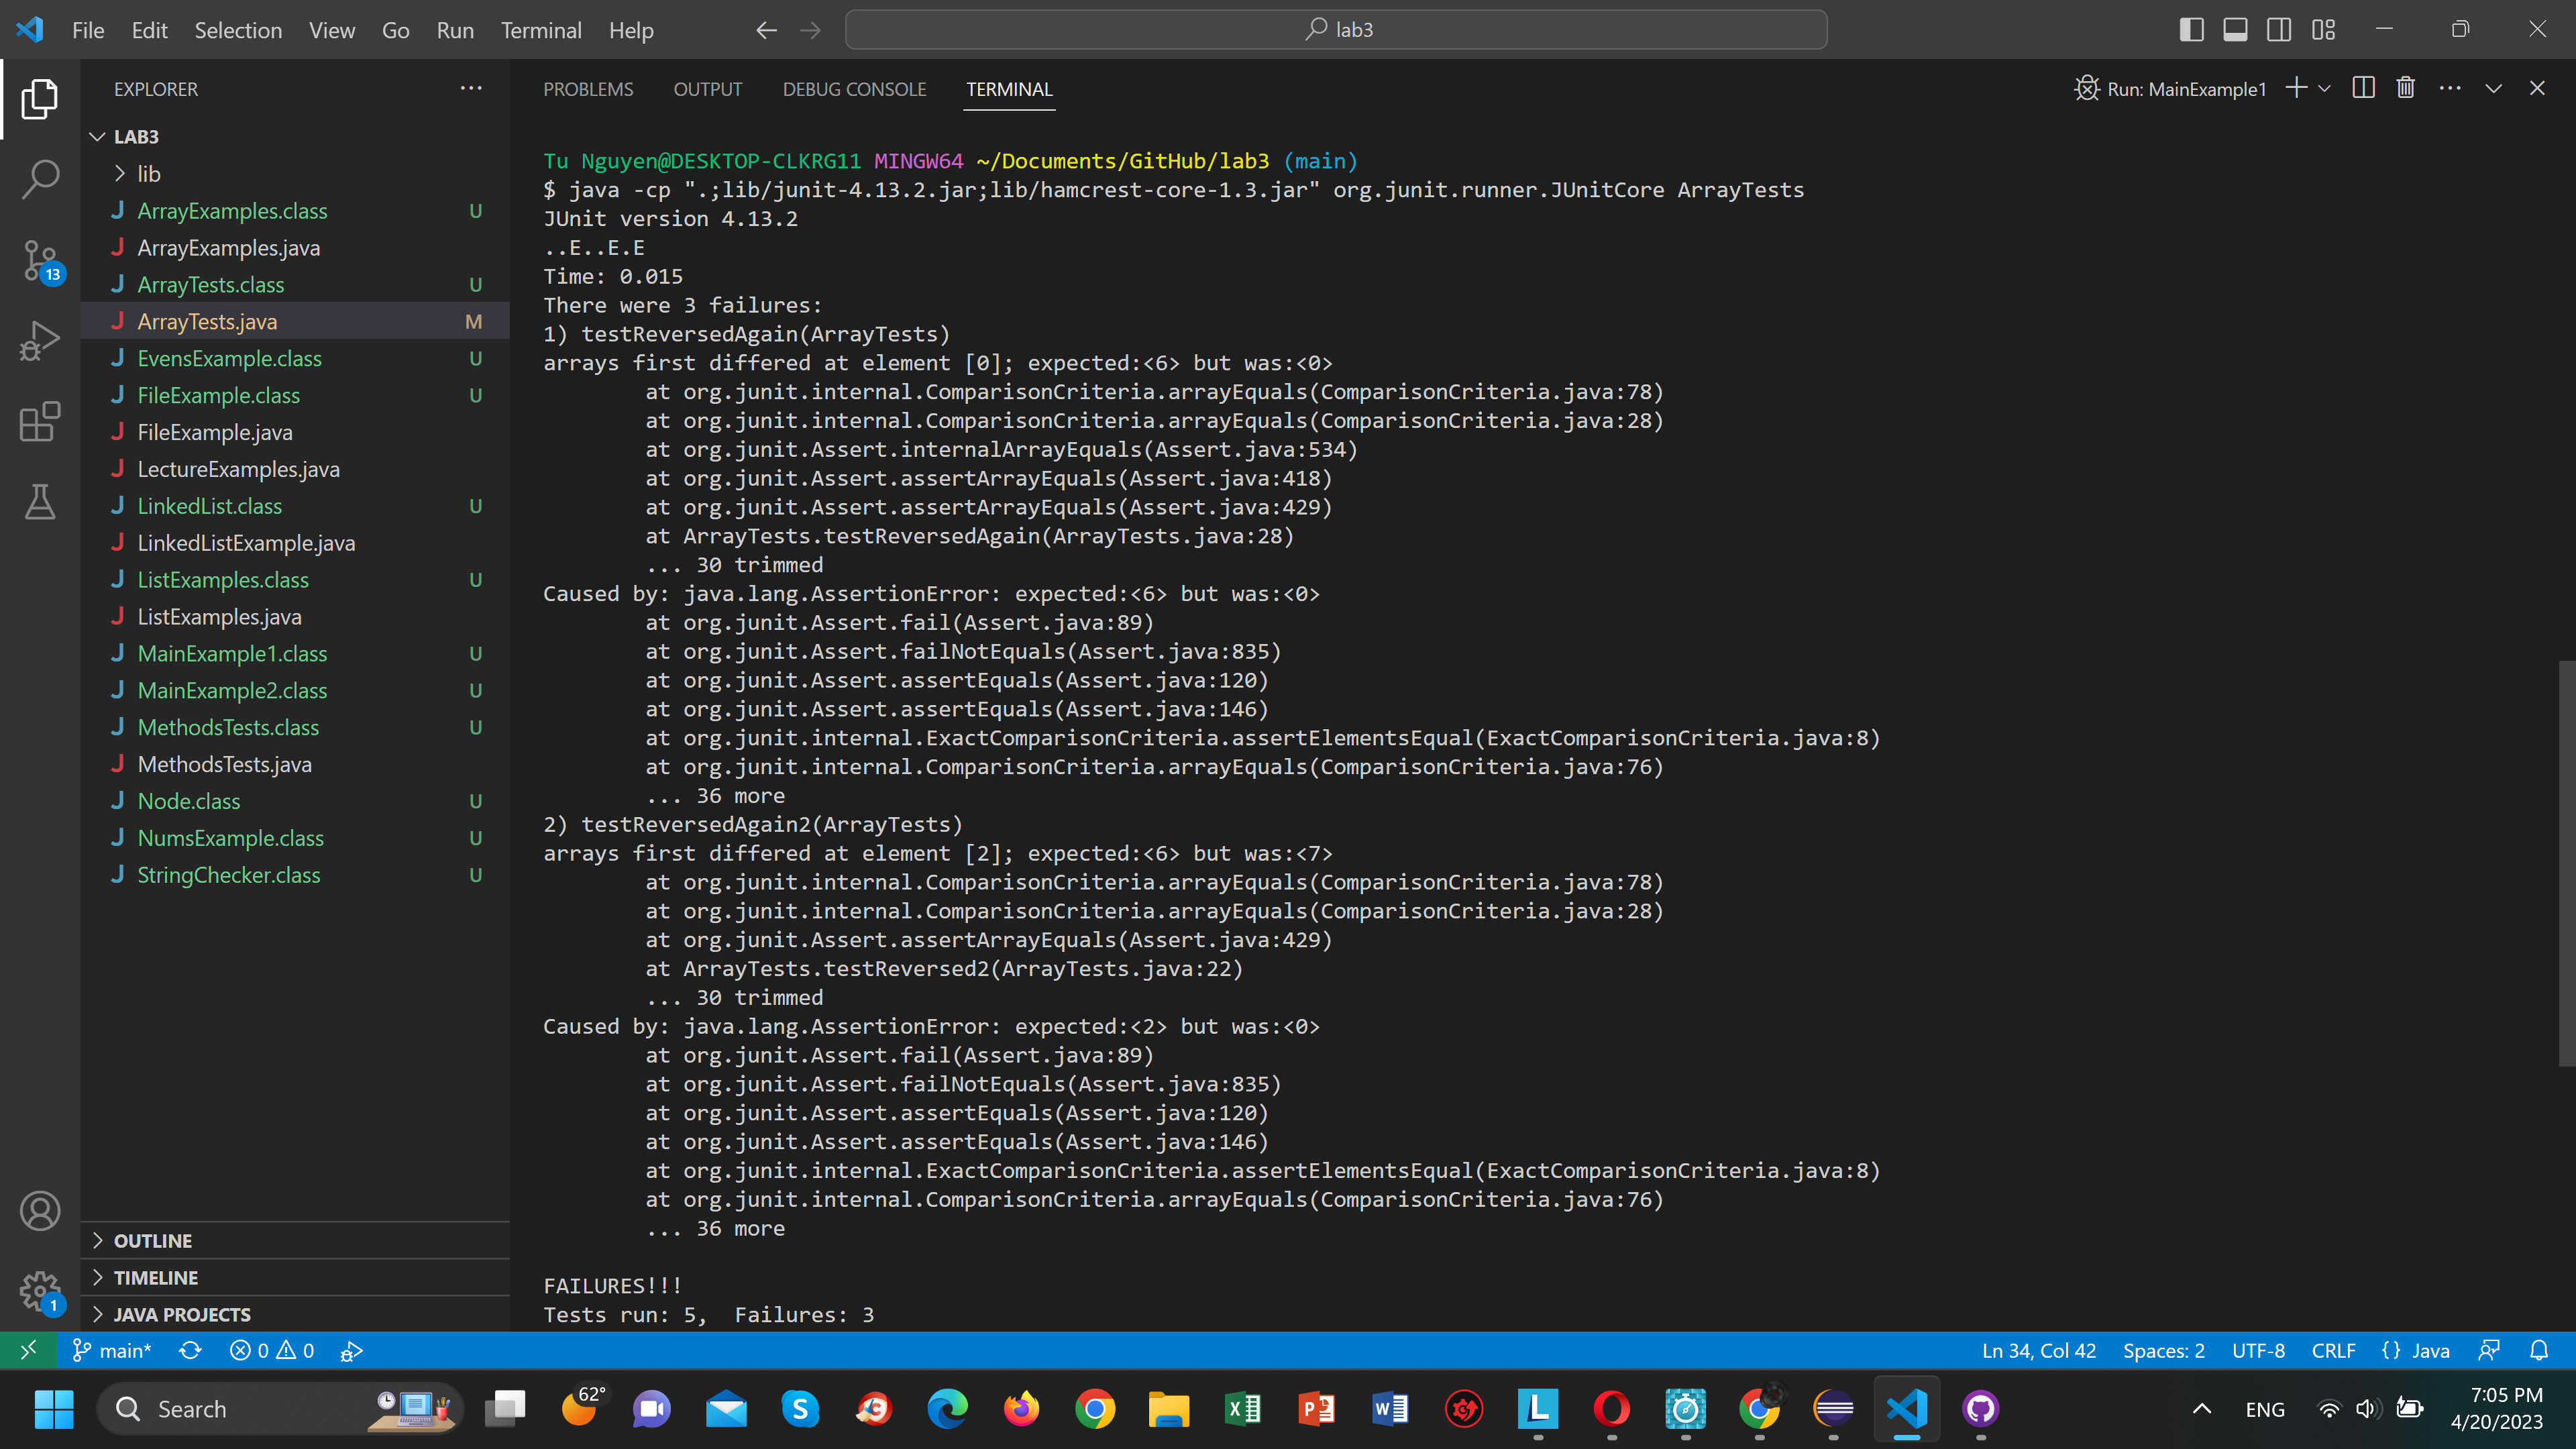 File Edit Selection View Go Run Terminal Help
lab3
EXPLORER
LAB3
lib
ArrayExamples.class U
ArrayExamples.java
ArrayTests.class U
ArrayTests.java M
EvensExample.class U
FileExample.class U
FileExample.java
LectureExamples.java
LinkedList.class U
LinkedListExample.java
ListExamples.class U
ListExamples.java
MainExample1.class U
MainExample2.class U
MethodsTests.class U
MethodsTests.java
Node.class U
NumsExample.class U
StringChecker.class U
OUTLINE
TIMELINE
JAVA PROJECTS
13
1
PROBLEMS OUTPUT DEBUG CONSOLE TERMINAL
Run: MainExample1
Tu Nguyen@DESKTOP-CLKRG11 MINGW64 ~/Documents/GitHub/lab3 (main)
$ java -cp ".;lib/junit-4.13.2.jar;lib/hamcrest-core-1.3.jar" org.junit.runner.JUnitCore ArrayTests
JUnit version 4.13.2
..E..E.E
Time: 0.015
There were 3 failures:
1) testReversedAgain(ArrayTests)
arrays first differed at element [0]; expected:<6> but was:<0>
at org.junit.internal.ComparisonCriteria.arrayEquals(ComparisonCriteria.java:78)
at org.junit.internal.ComparisonCriteria.arrayEquals(ComparisonCriteria.java:28)
at org.junit.Assert.internalArrayEquals(Assert.java:534)
at org.junit.Assert.assertArrayEquals(Assert.java:418)
at org.junit.Assert.assertArrayEquals(Assert.java:429)
at ArrayTests.testReversedAgain(ArrayTests.java:28)
... 30 trimmed
Caused by: java.lang.AssertionError: expected:<6> but was:<0>
at org.junit.Assert.fail(Assert.java:89)
at org.junit.Assert.failNotEquals(Assert.java:835)
at org.junit.Assert.assertEquals(Assert.java:120)
at org.junit.Assert.assertEquals(Assert.java:146)
at org.junit.internal.ExactComparisonCriteria.assertElementsEqual(ExactComparisonCriteria.java:8)
at org.junit.internal.ComparisonCriteria.arrayEquals(ComparisonCriteria.java:76)
... 36 more
2) testReversedAgain2(ArrayTests)
arrays first differed at element [2]; expected:<6> but was:<7>
at org.junit.internal.ComparisonCriteria.arrayEquals(ComparisonCriteria.java:78)
at org.junit.internal.ComparisonCriteria.arrayEquals(ComparisonCriteria.java:28)
at org.junit.Assert.assertArrayEquals(Assert.java:429)
at ArrayTests.testReversed2(ArrayTests.java:22)
... 30 trimmed
Caused by: java.lang.AssertionError: expected:<2> but was:<0>
at org.junit.Assert.fail(Assert.java:89)
at org.junit.Assert.failNotEquals(Assert.java:835)
at org.junit.Assert.assertEquals(Assert.java:120)
at org.junit.Assert.assertEquals(Assert.java:146)
at org.junit.internal.ExactComparisonCriteria.assertElementsEqual(ExactComparisonCriteria.java:8)
at org.junit.internal.ComparisonCriteria.arrayEquals(ComparisonCriteria.java:76)
... 36 more
FAILURES!!!
Tests run: 5,  Failures: 3
main* 0 0
Ln 34, Col 42 Spaces: 2 UTF-8 CRLF {} Java
Search
62°
ENG
7:05 PM
4/20/2023